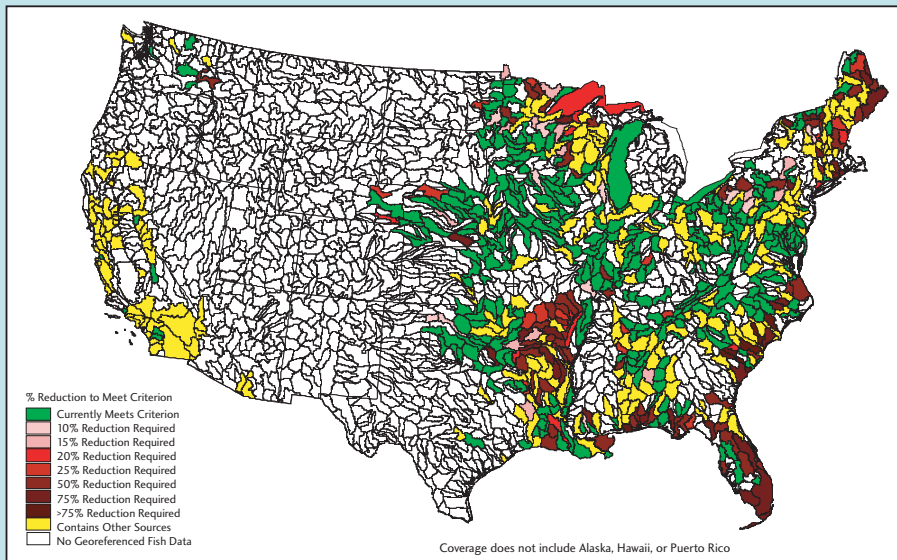 % Reduction to Meet Criterion
Currently Meets Criterion
10% Reduction Required
15% Reduction Required
20% Reduction Required
25% Reduction Required
50% Reduction Required
75% Reduction Required
>75% Reduction Required
Contains Other Sources
No Georeferenced Fish Data
Coverage does not include Alaska, Hawaii, or Puerto Rico